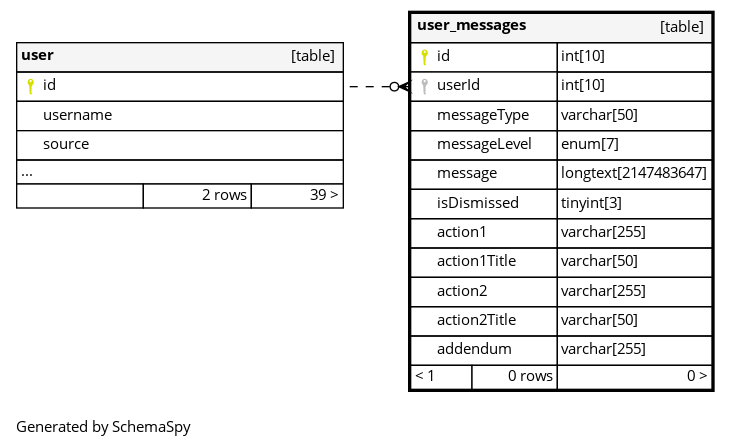 user [table]
id
username
source
...
2 rows 39 >
user_messages [table]
id int[10]
userId int[10]
messageType varchar[50]
messageLevel enum[7]
message longtext[2147483647]
isDismissed tinyint[3]
action1 varchar[255]
action1Title varchar[50]
action2 varchar[255]
action2Title varchar[50]
addendum varchar[255]
< 1 0 rows 0 >
Generated by SchemaSpy